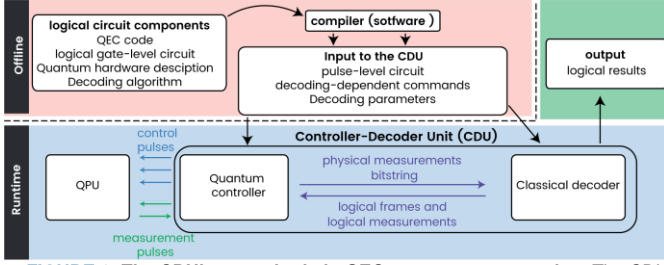 Offline
logical circuit components
QEC code
logical gate-level circuit
Quantum hardware desciption
Decoding algorithm
compiler (sotfware )
Input to the CDU
pulse-level circuit
decoding-dependent commands
Decoding parameters
output
logical results
Runtime
Controller-Decoder Unit (CDU)
control
pulses
QPU
measurement
pulses
Quantum
controller
physical measurements
bitstring
logical frames and
logical measurements
Classical decoder